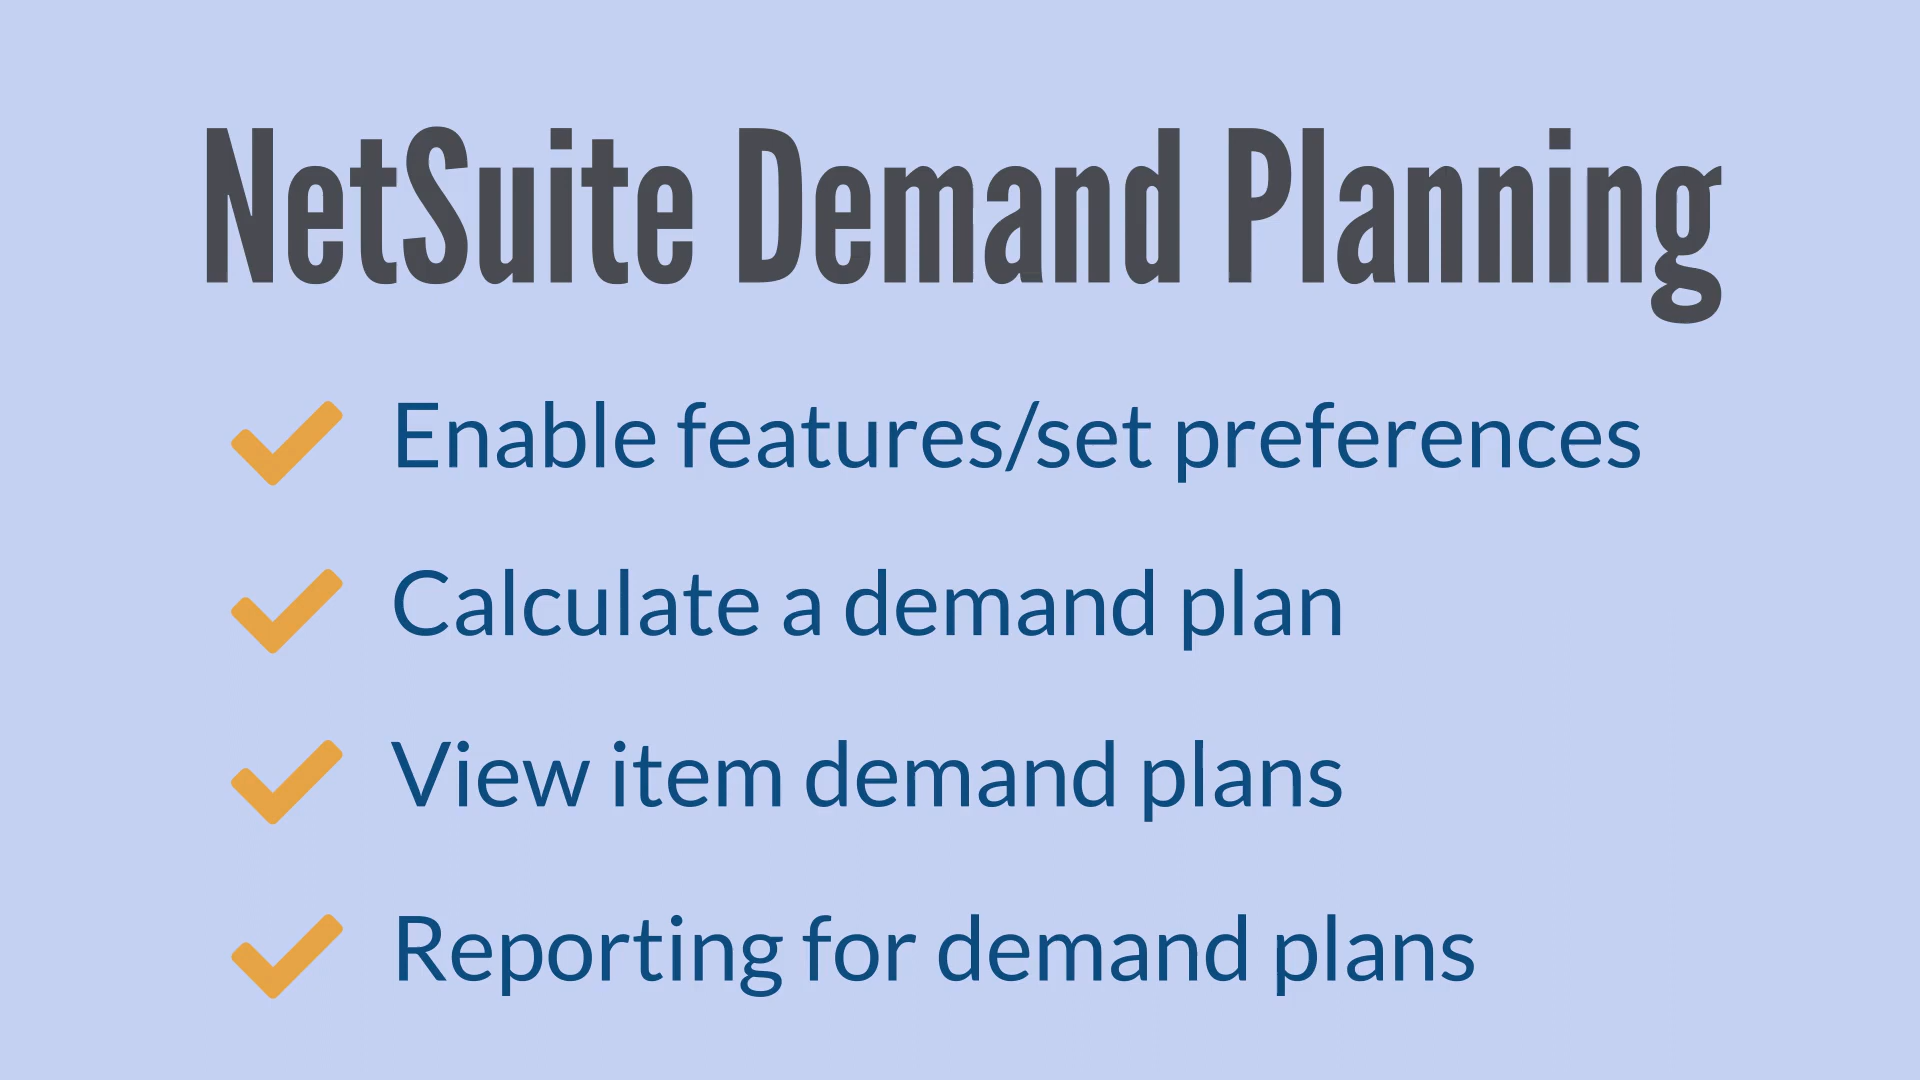 NetSuite Demand Planning
Enable features/set preferences
Calculate a demand plan
View item demand plans
Reporting for demand plans